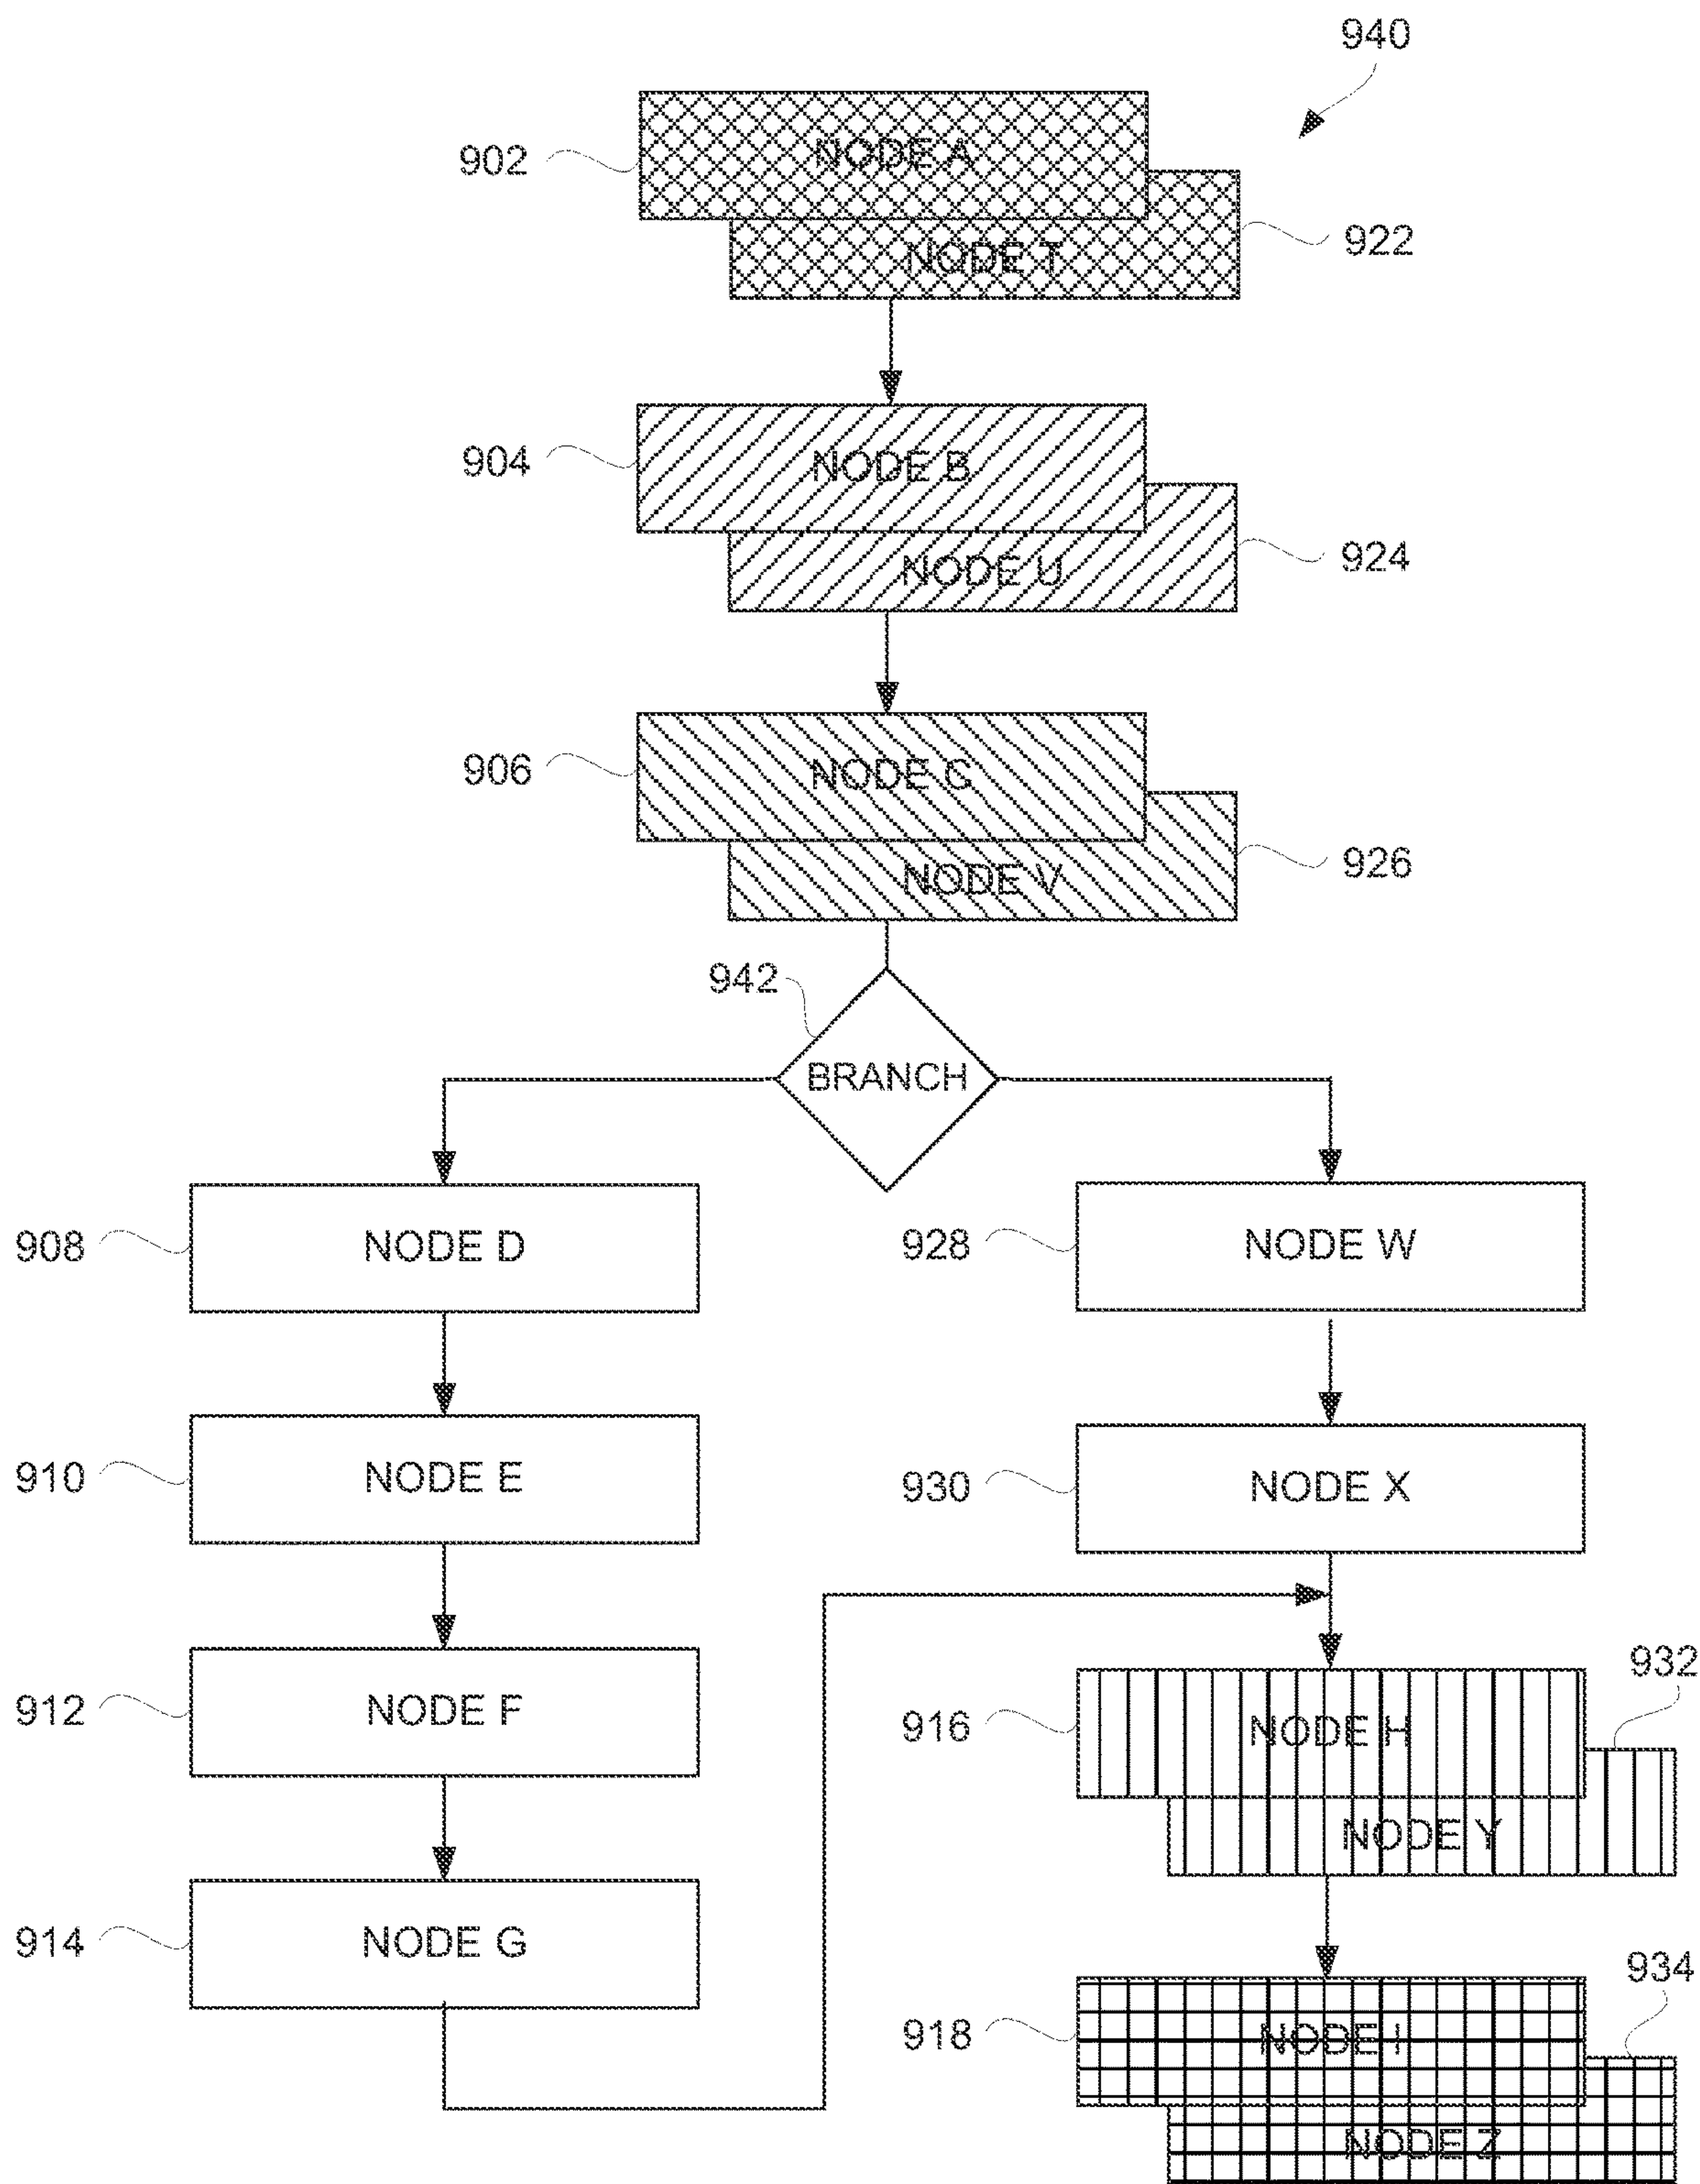 940
902
NODE A
NODE T
922
904
NODE B
NODE U
924
906
NODE C
NODE V
926
942
BRANCH
908
NODE D
928
NODE W
910
NODE E
930
NODE X
912
NODE F
916
NODE H
932
NODE Y
914
NODE G
918
NODE I
934
NODE Z